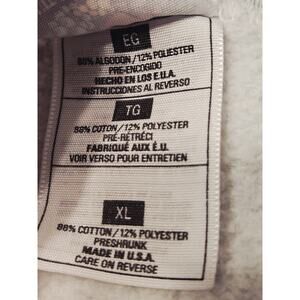 EG
88% ALGODON / 12% POLIESTER
PRE-ENCOGIDO
HECHO EN LOS E.U.A.
INSTRUCCIONES AL REVERSO
TG
88% COTON / 12% POLYESTER
PRÉ-RÉTRÉCI
FABRIQUÉ AUX É.U.
VOIR VERSO POUR ENTRETIEN
XL
88% COTTON / 12% POLYESTER
PRESHRUNK
MADE IN U.S.A.
CARE ON REVERSE